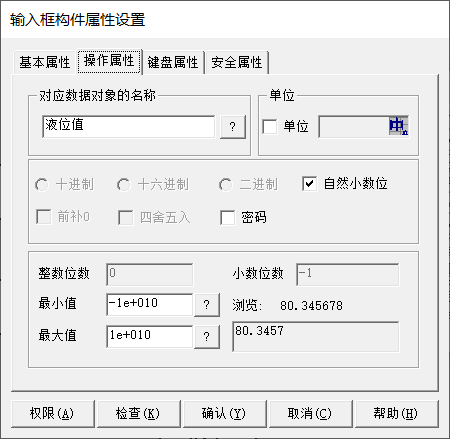 输入框构件属性设置
基本属性 操作属性 键盘属性 安全属性
对应数据对象的名称 单位
液位值 ? 单位 中
十进制 十六进制 二进制 自然小数位
前补0 四舍五入 密码
整数位数 0 小数位数 -1
最小值 -1e+010 ? 浏览: 80.345678
最大值 1e+010 ? 80.3457
权限(A) 检查(K) 确认(Y) 取消(C) 帮助(H)